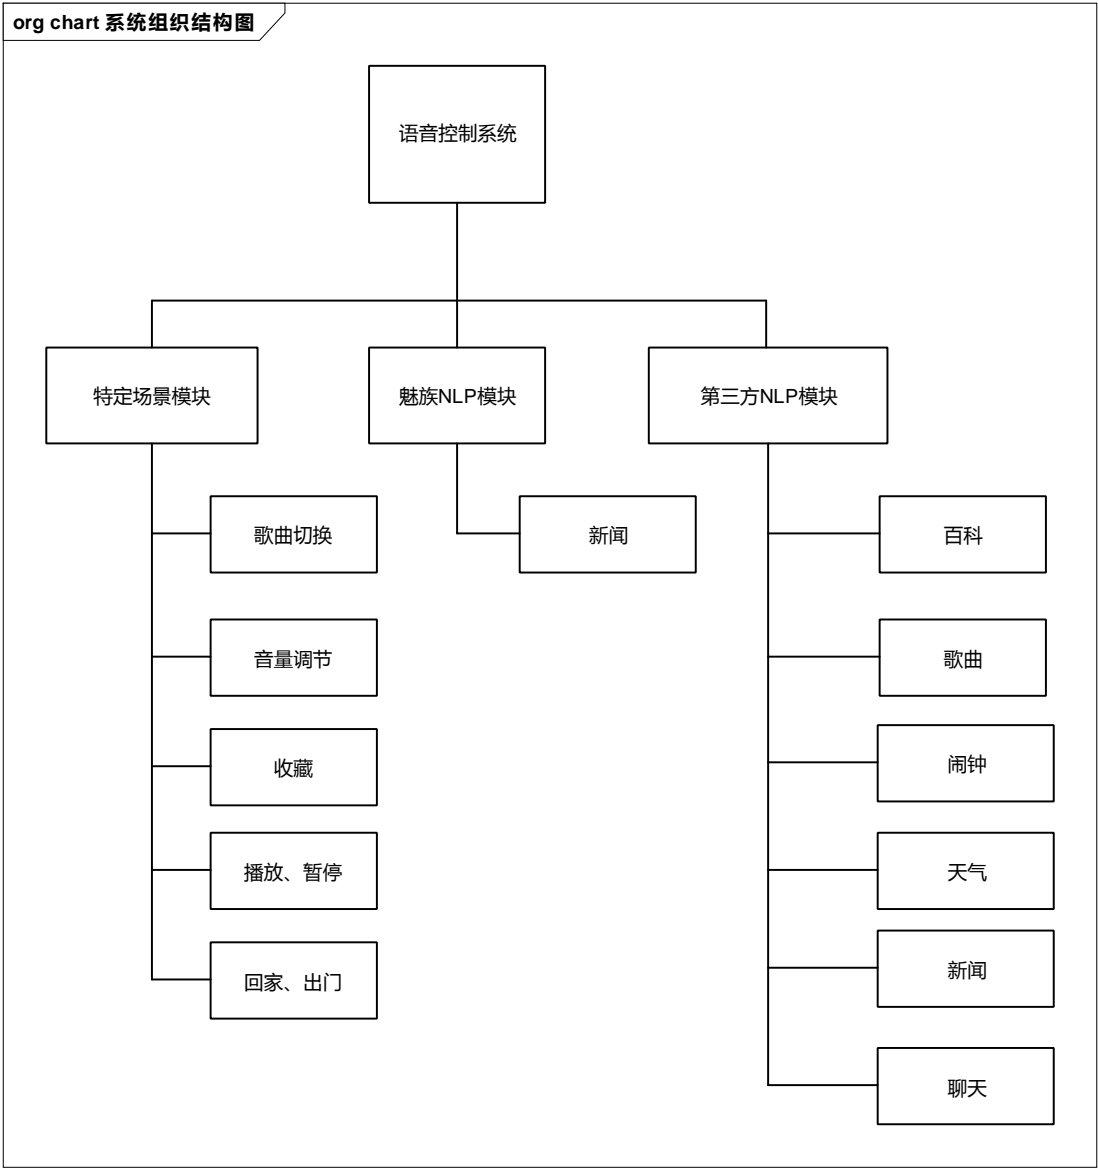 org chart 系统组织结构图
语音控制系统
特定场景模块
魅族NLP模块
第三方NLP模块
歌曲切换
新闻
百科
音量调节
歌曲
收藏
闹钟
播放、暂停
天气
回家、出门
新闻
聊天